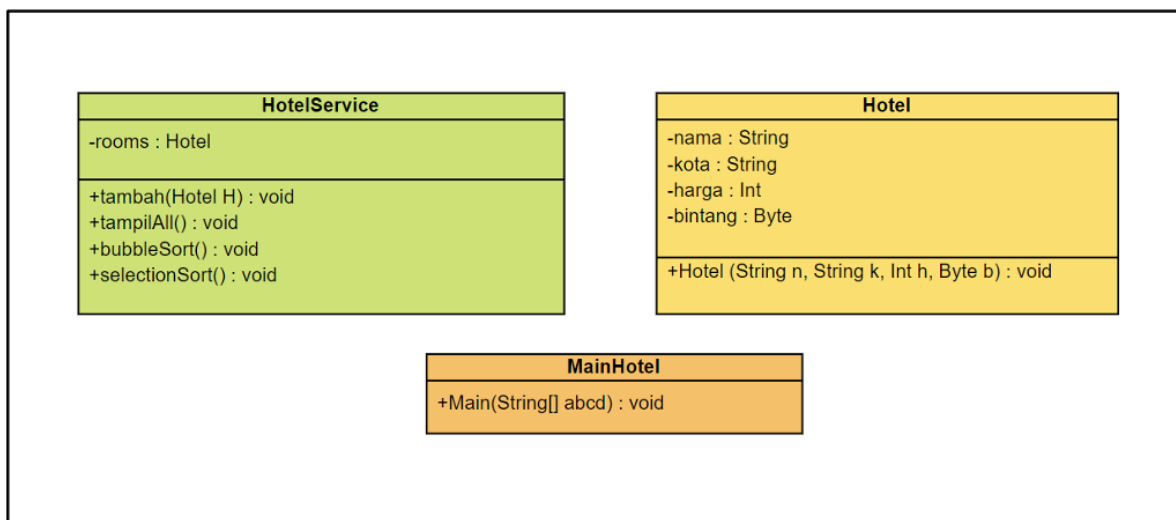 HotelService
-rooms : Hotel
+tambah(Hotel H) : void
+tampilAll() : void
+bubbleSort() : void
+selectionSort() : void
Hotel
-nama : String
-kota : String
-harga : Int
-bintang : Byte
+Hotel (String n, String k, Int h, Byte b) : void
MainHotel
+Main(String[] abcd) : void